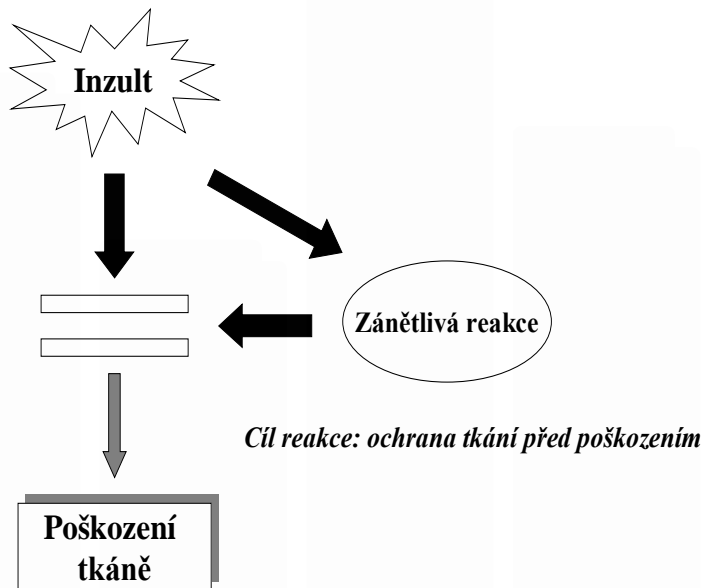 Inzult
Zánětlivá reakce
Cíl reakce: ochrana tkání před poškozením
Poškození
tkáně